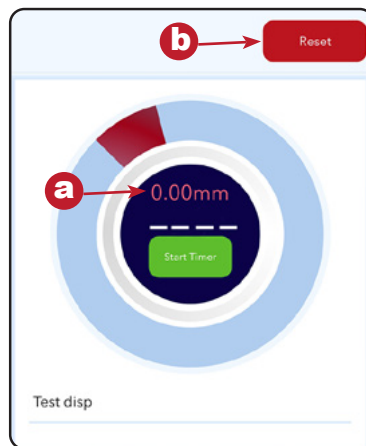 b
Reset
a
0.00mm
Start Timer
Test disp